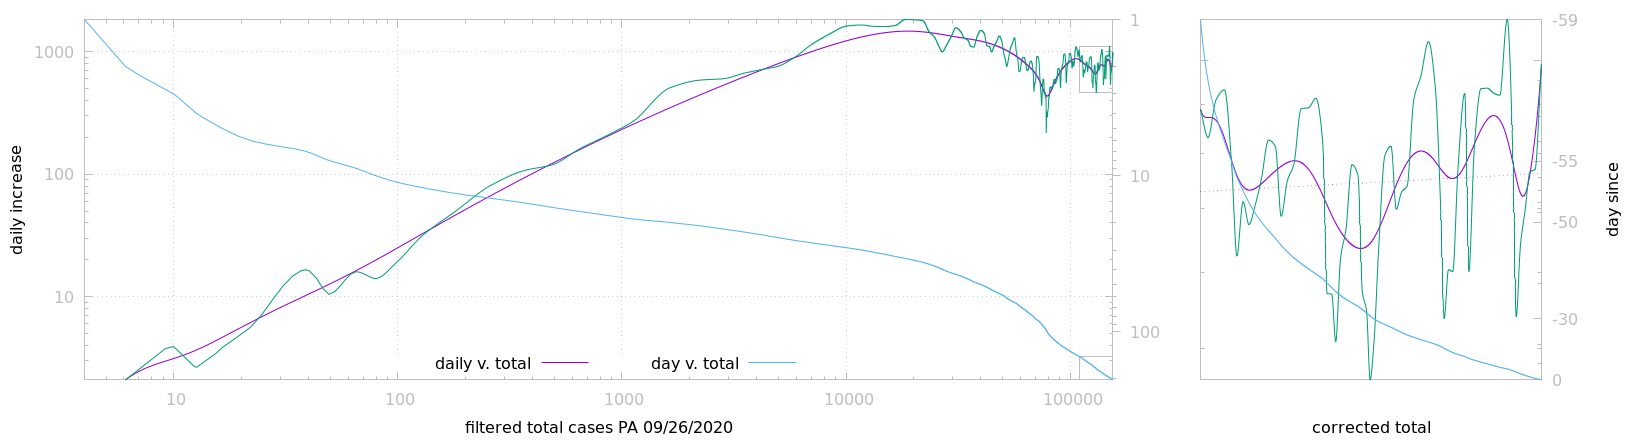 1000
100
10
daily increase
daily v. total
day v. total
10
100
1000
10000
100000
filtered total cases PA 09/26/2020
1
10
100
-59
-55
-50
-30
0
day since
corrected total